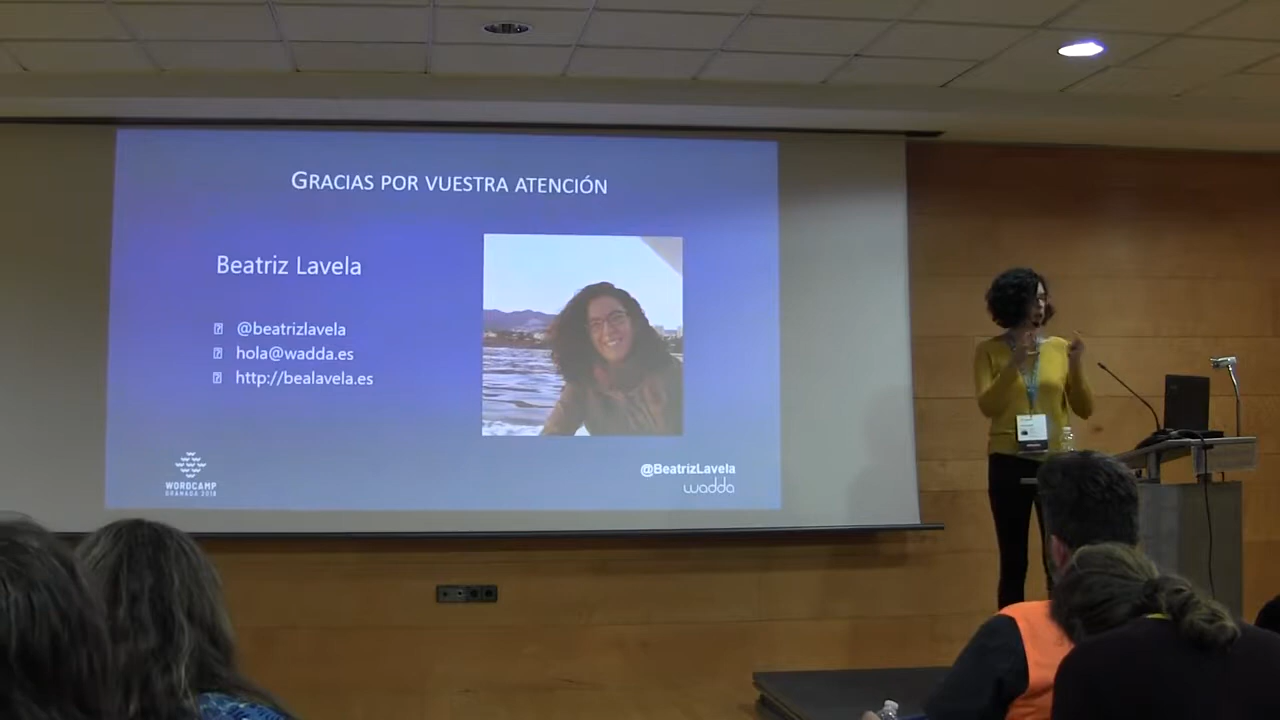 GRACIAS POR VUESTRA ATENCIÓN
Beatriz Lavela
@beatrizlavela
hola@wadda.es
http://bealavela.es
WORDCAMP
GRANADA 2018
@BeatrizLavela
wadda